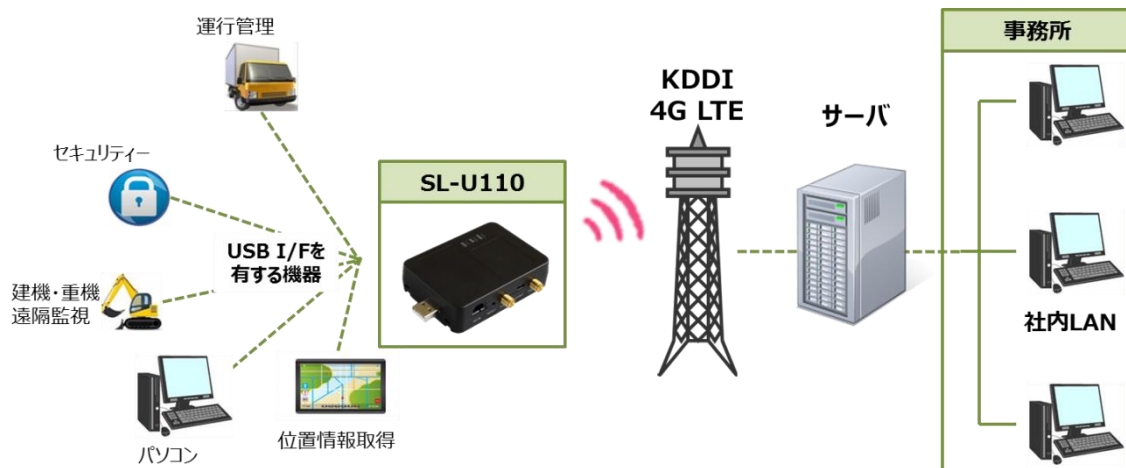 運行管理
セキュリティー
USB I/Fを
有する機器
建機・重機
遠隔監視
パソコン
位置情報取得
SL-U110
KDDI
4G LTE
サーバ
事務所
社内LAN